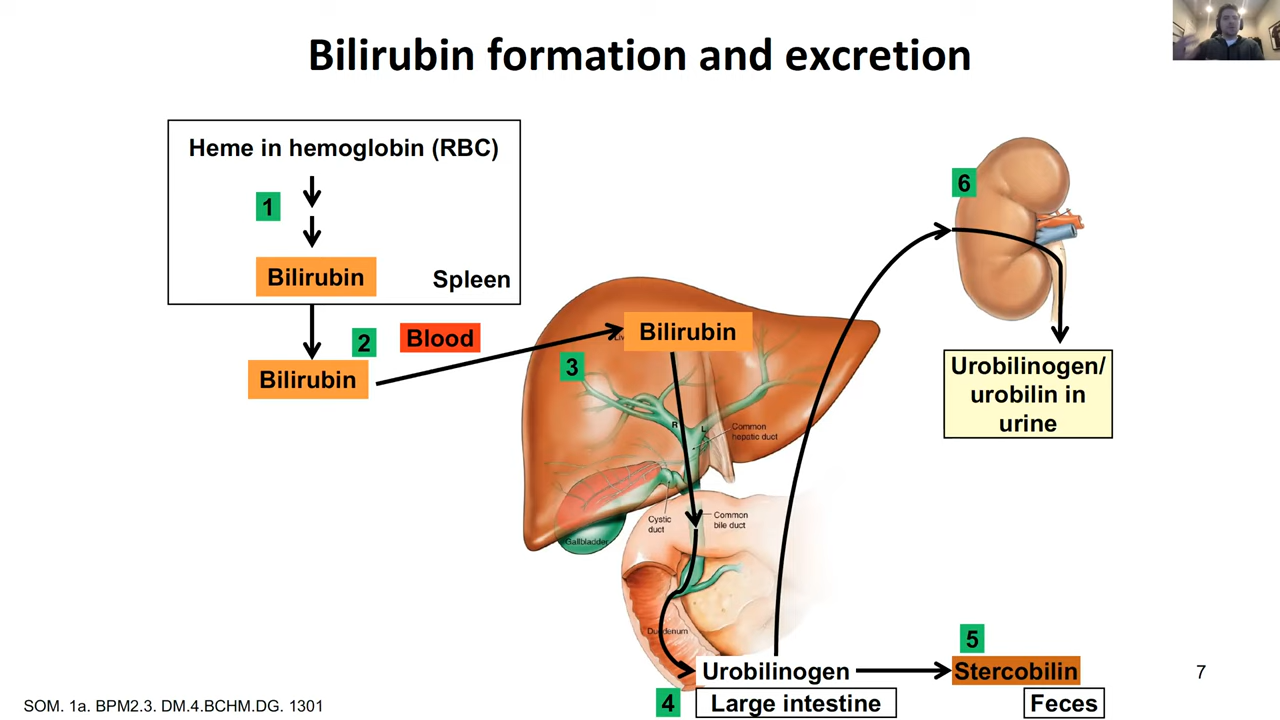 Bilirubin formation and excretion
Heme in hemoglobin (RBC)
1
Bilirubin
Spleen
2
Blood
Bilirubin
Bilirubin
3
R
L
Common
hepatic duct
Cystic
duct
Common
bile duct
Gallbladder
Duodenum
6
Urobilinogen/
urobilin in
urine
Urobilinogen
4
Large intestine
5
Stercobilin
Feces
7
SOM. 1a. BPM2.3. DM.4.BCHM.DG. 1301